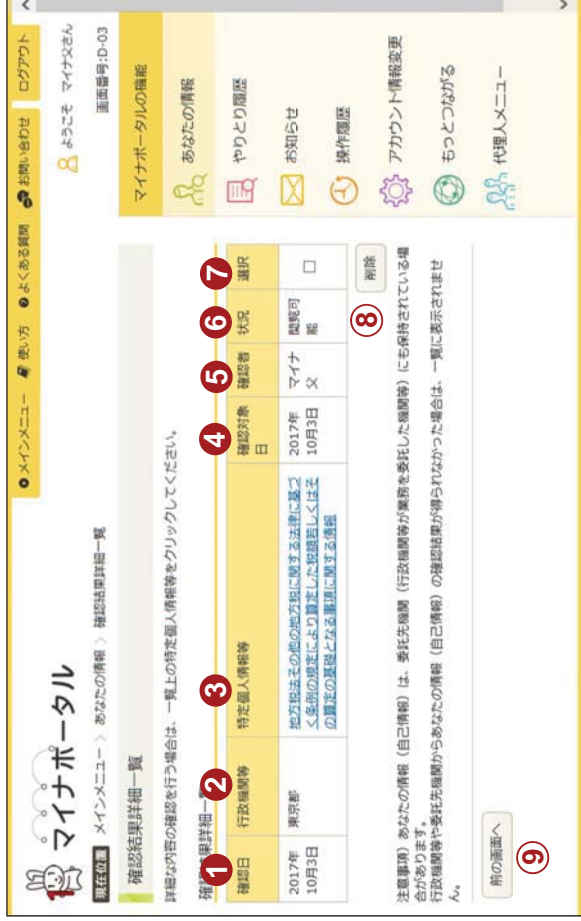 メインメニュー 使い方 よくある質問 お問い合わせ ログアウト
マイナポータル
ようこそ マイナ父さん
現在位置 メインメニュー > あなたの情報 > 確認結果詳細一覧
画面番号:D-03
確認結果詳細一覧
詳細な内容の確認を行う場合は、一覧上の特定個人情報等をクリックしてください。
確認結果詳細一覧
1 2 3 4 5 6 7
確認日 行政機関等 特定個人情報等 確認対象
日 確認者 状況 選択
2017年
10月3日
東京都
地方税法その他の地方税に関する法律に基づ
く条例の規定により算定した税額若しくはそ
の算定の基礎となる事項に関する情報
2017年
10月3日
マイナ
父
閲覧可
能
8
削除
注意事項）あなたの情報（自己情報）は、委託先機関（行政機関等が業務を委託した機関等）にも保持されている場
合があります。
行政機関等や委託先機関からあなたの情報（自己情報）の確認結果が得られなかった場合は、一覧に表示されませ
ん。
前の画面へ
9
マイナポータルの機能
あなたの情報
やりとり履歴
お知らせ
操作履歴
アカウント情報変更
もっとつながる
代理人メニュー